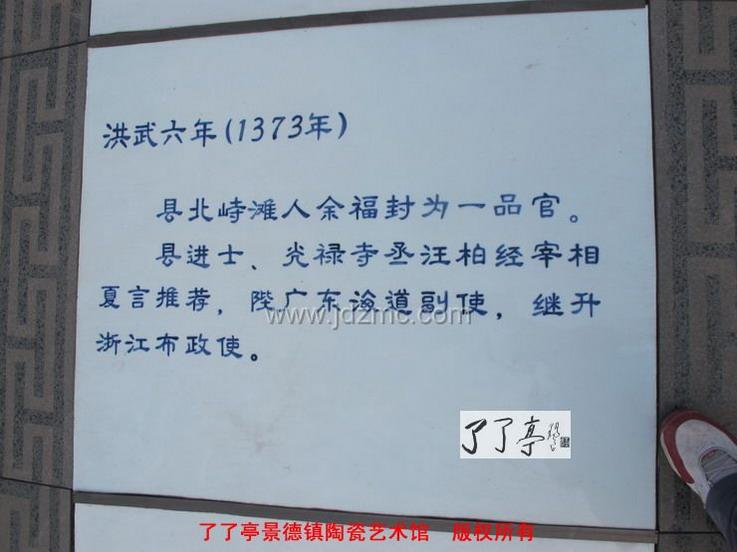 洪武六年(1373年)
县北峙滩人余福封为一品官。
县进士、光禄寺丞汪柏经宰相
夏言推荐，陞广东海道副使，继升
浙江布政使。
www.jdzmc.com
了了亭
了了亭景德镇陶瓷艺术馆 版权所有